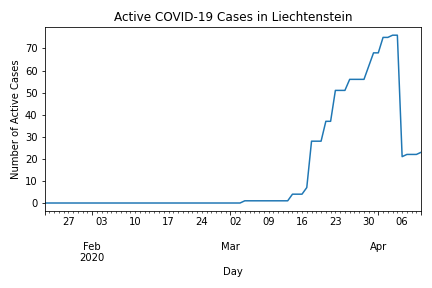 Active COVID-19 Cases in Liechtenstein
Number of Active Cases
70
60
50
40
30
20
10
0
27 03 10 17 24 02 09 16 23 30 06
Feb Mar Apr
2020
Day